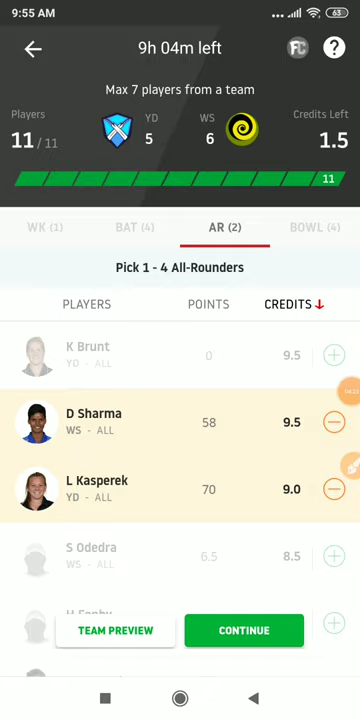 9:55 AM
63
9h 04m left
FC
?
Max 7 players from a team
Players
YD
WS
Credits Left
11 / 11
5
6
1.5
11
WK (1)
BAT (4)
AR (2)
BOWL (4)
Pick 1 - 4 All-Rounders
PLAYERS
POINTS
CREDITS
K Brunt
YD - ALL
0
9.5
D Sharma
WS - ALL
58
9.5
L Kasperek
YD - ALL
70
9.0
S Odedra
WS - ALL
6.5
8.5
TEAM PREVIEW
CONTINUE